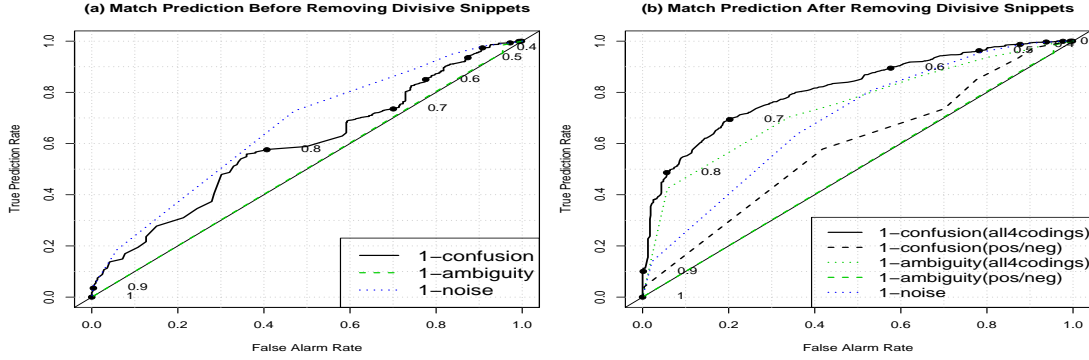 (a) Match Prediction Before Removing Divisive Snippets
True Prediction Rate
1.0
0.8
0.6
0.4
0.2
0.0
0.4
0.5
0.6
0.7
0.8
0.9
1
1−confusion
1−ambiguity
1−noise
0.0 0.2 0.4 0.6 0.8 1.0
False Alarm Rate
(b) Match Prediction After Removing Divisive Snippets
True Prediction Rate
1.0
0.8
0.6
0.4
0.2
0.0
0.5
0.6
0.7
0.8
0.9
1
1−confusion(all4codings)
1−confusion(pos/neg)
1−ambiguity(all4codings)
1−ambiguity(pos/neg)
1−noise
0.0 0.2 0.4 0.6 0.8 1.0
False Alarm Rate